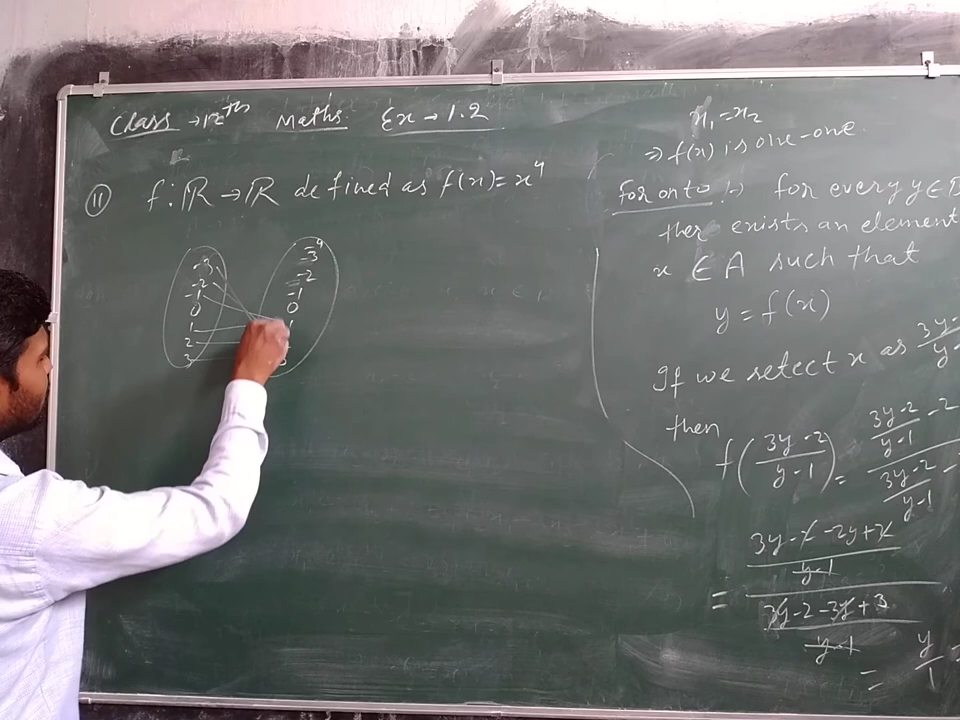 Class → 12th Maths. Ex → 1.2
(11) f : R → R defined as f(x) = x⁴
-3
-2
-1
0
1
2
3
-3⁴
-2
-1
0
x₁ = x₂
⇒ f(x) is one-one.
For onto :- for every y ∈
ther exists an element
x ∈ A such that
y = f(x)
If we select x as 3y-
y-
then
f(3y-2 / y-1) = 3y-2 / y-1 - 2
3y-2 / y-1 -
= 3y - x - 2y + x
y-1
3y - 2 - 3y + 3
y-1
= y / 1